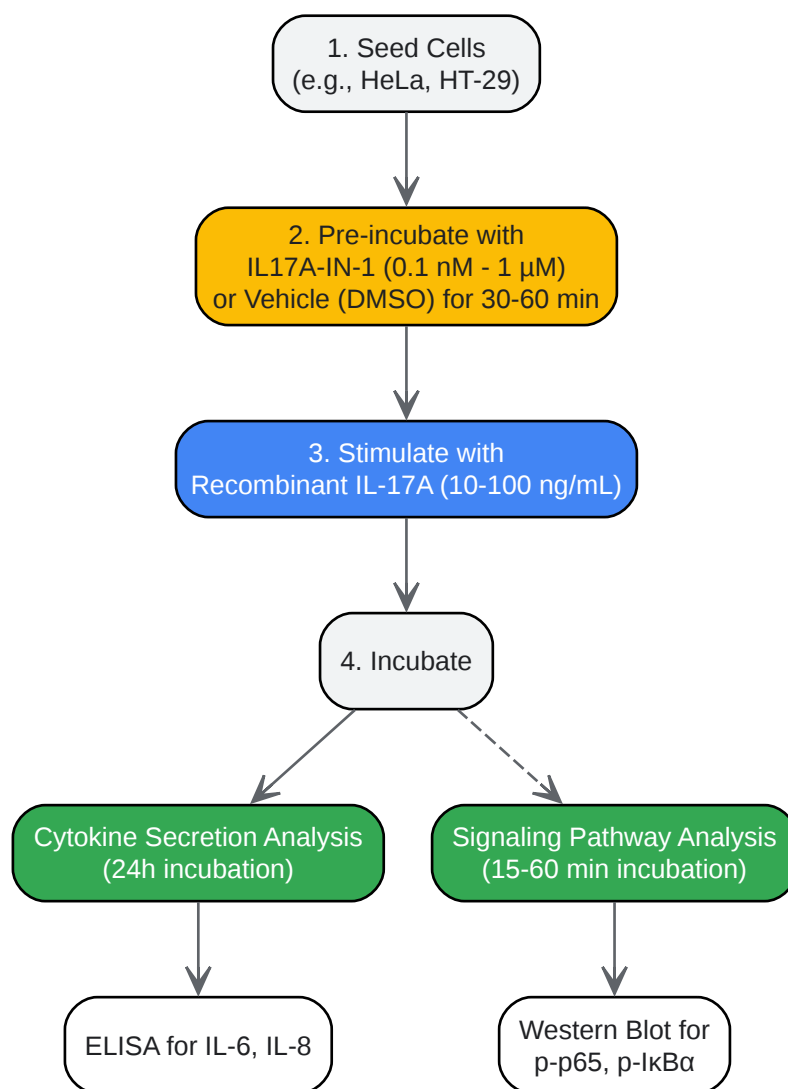 1. Seed Cells
(e.g., HeLa, HT-29)
2. Pre-incubate with
IL17A-IN-1 (0.1 nM - 1 µM)
or Vehicle (DMSO) for 30-60 min
3. Stimulate with
Recombinant IL-17A (10-100 ng/mL)
4. Incubate
Cytokine Secretion Analysis
(24h incubation)
Signaling Pathway Analysis
(15-60 min incubation)
ELISA for IL-6, IL-8
Western Blot for
p-p65, p-IκBα